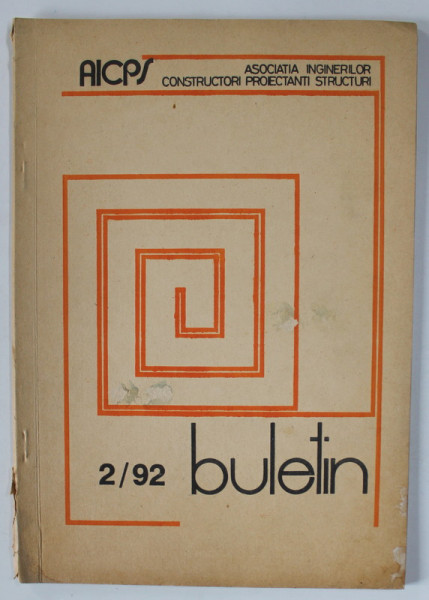 AICPS
ASOCIATIA INGINERILOR
CONSTRUCTORI PROIECTANTI STRUCTURI
2/92 buletin